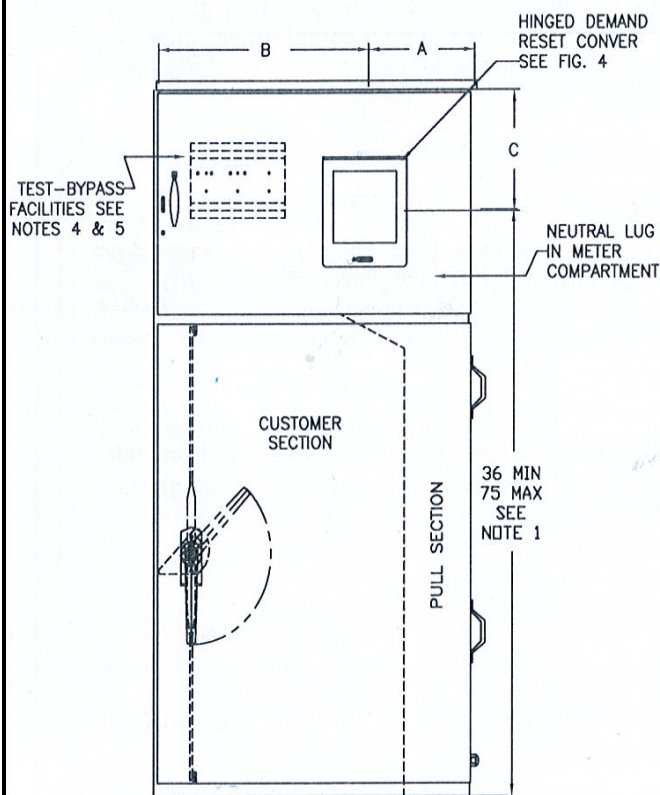 HINGED DEMAND
RESET CONVER
SEE FIG. 4
B
A
C
TEST-BYPASS
FACILITIES SEE
NOTES 4 & 5
NEUTRAL LUG
IN METER
COMPARTMENT
CUSTOMER
SECTION
36 MIN
75 MAX
SEE
NOTE 1
PULL SECTION